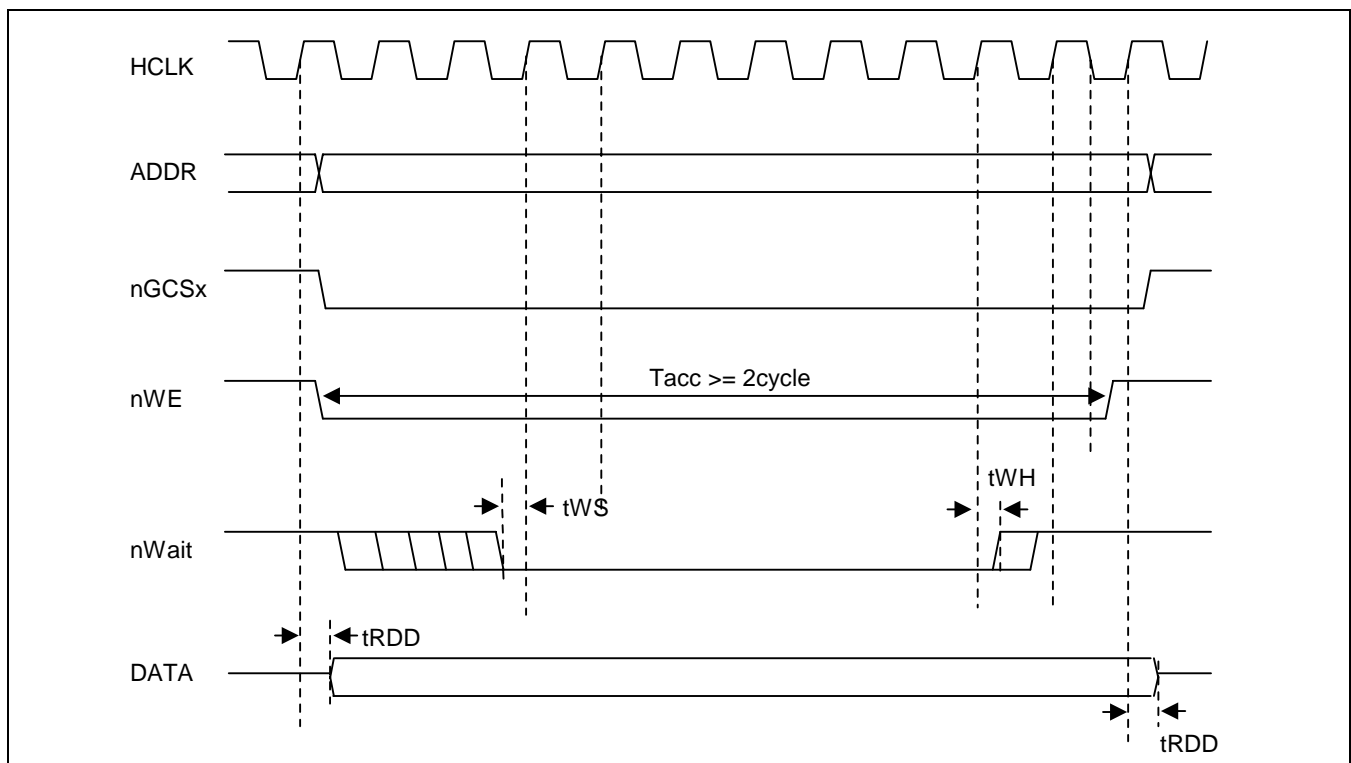 HCLK
ADDR
nGCSx
Tacc >= 2cycle
nWE
tWH
tWS
nWait
tRDD
DATA
tRDD